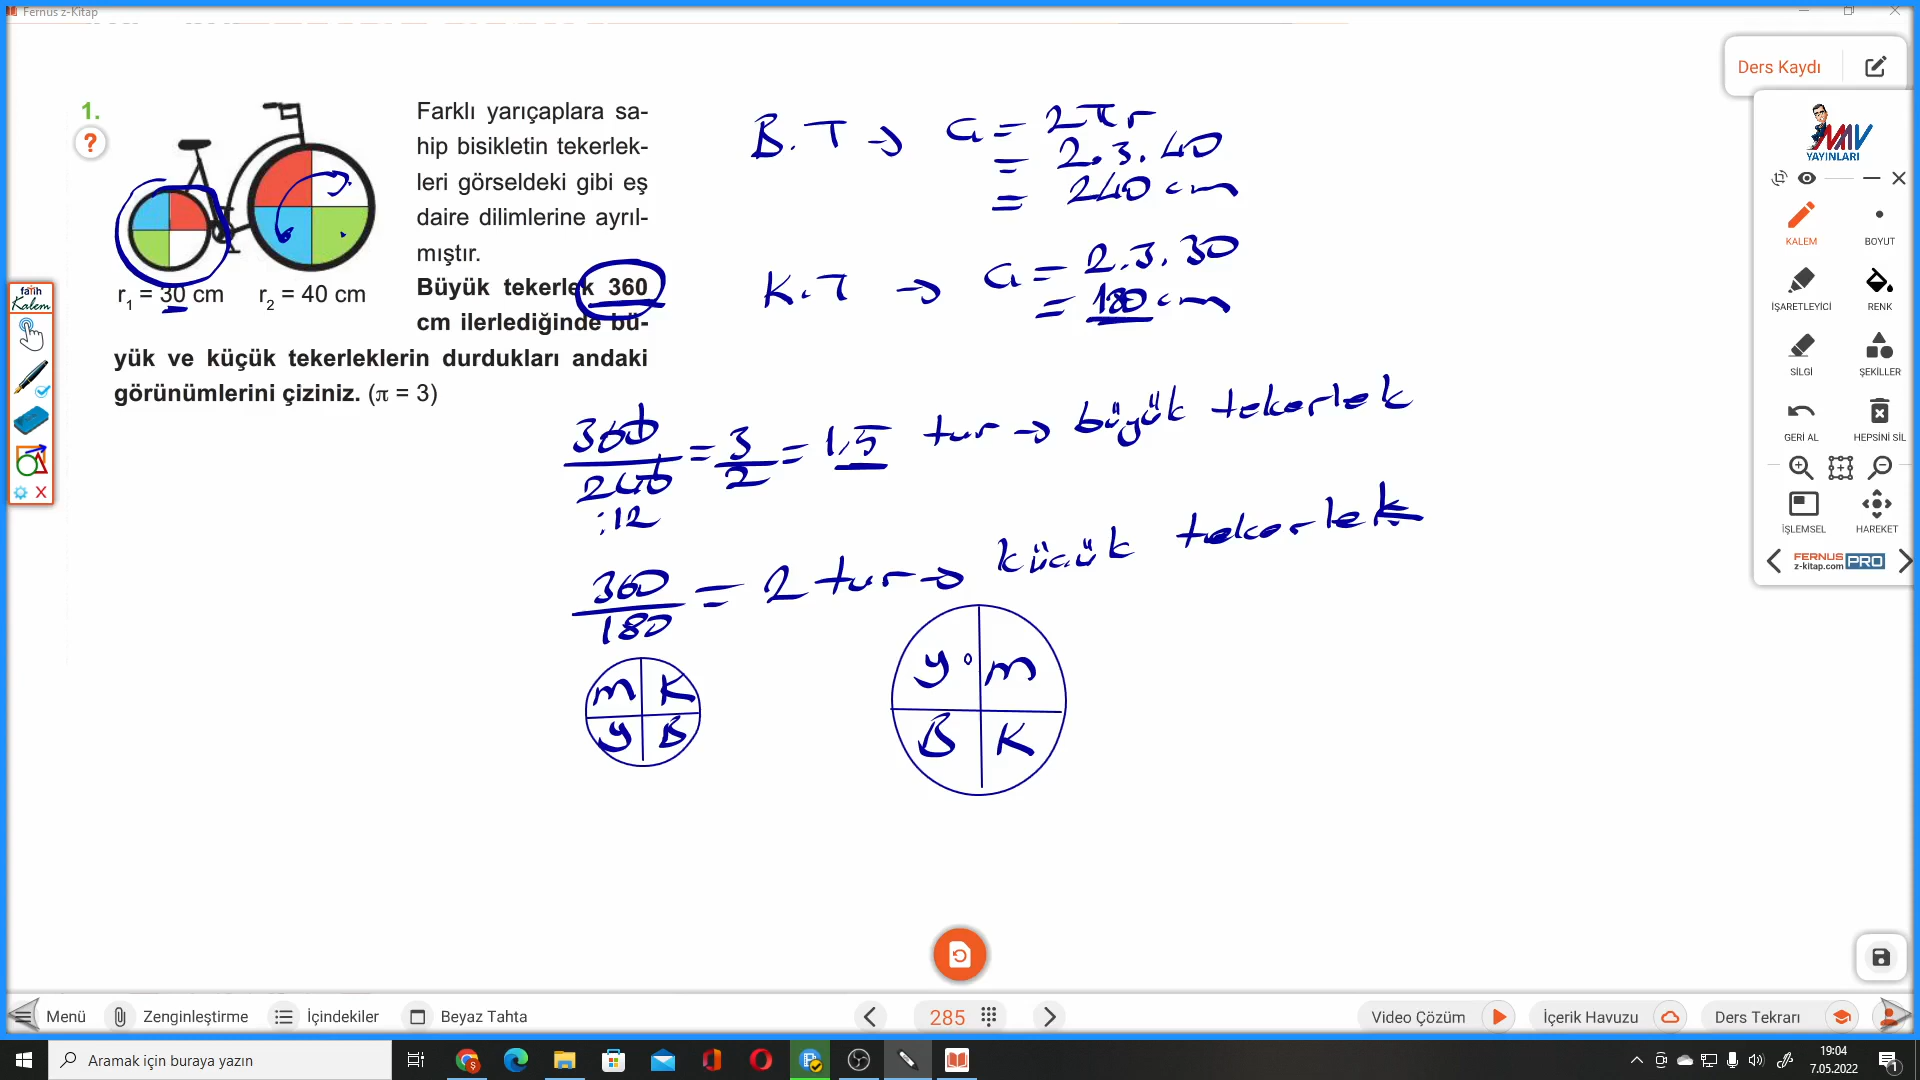 Fernus z-Kitap
Ders Kaydı
1.
?
Farklı yarıçaplara sa-
hip bisikletin tekerlek-
leri görseldeki gibi eş
daire dilimlerine ayrıl-
mıştır.
r1 = 30 cm r2 = 40 cm
Büyük tekerlek 360
cm ilerlediğinde bü-
yük ve küçük tekerleklerin durdukları andaki
görünümlerini çiziniz. (π = 3)
B.T → Ç = 2πr
= 2.3.40
= 240 cm
K.T → Ç = 2.3.30
= 180 cm
360/240 = 3/2 = 1,5 tur → büyük tekerlek
:12
360/180 = 2 tur → küçük tekerlek
m K
y B
y m
B K
fatih
Kalem
MAV
YAYINLARI
KALEM
BOYUT
İŞARETLEYİCİ
RENK
SİLGİ
ŞEKİLLER
GERİ AL
HEPSİNİ SİL
İŞLEMSEL
HAREKET
FERNUS
z-kitap.com PRO
Menü
Zenginleştirme
İçindekiler
Beyaz Tahta
285
Video Çözüm
İçerik Havuzu
Ders Tekrarı
Aramak için buraya yazın
19:04
7.05.2022
1